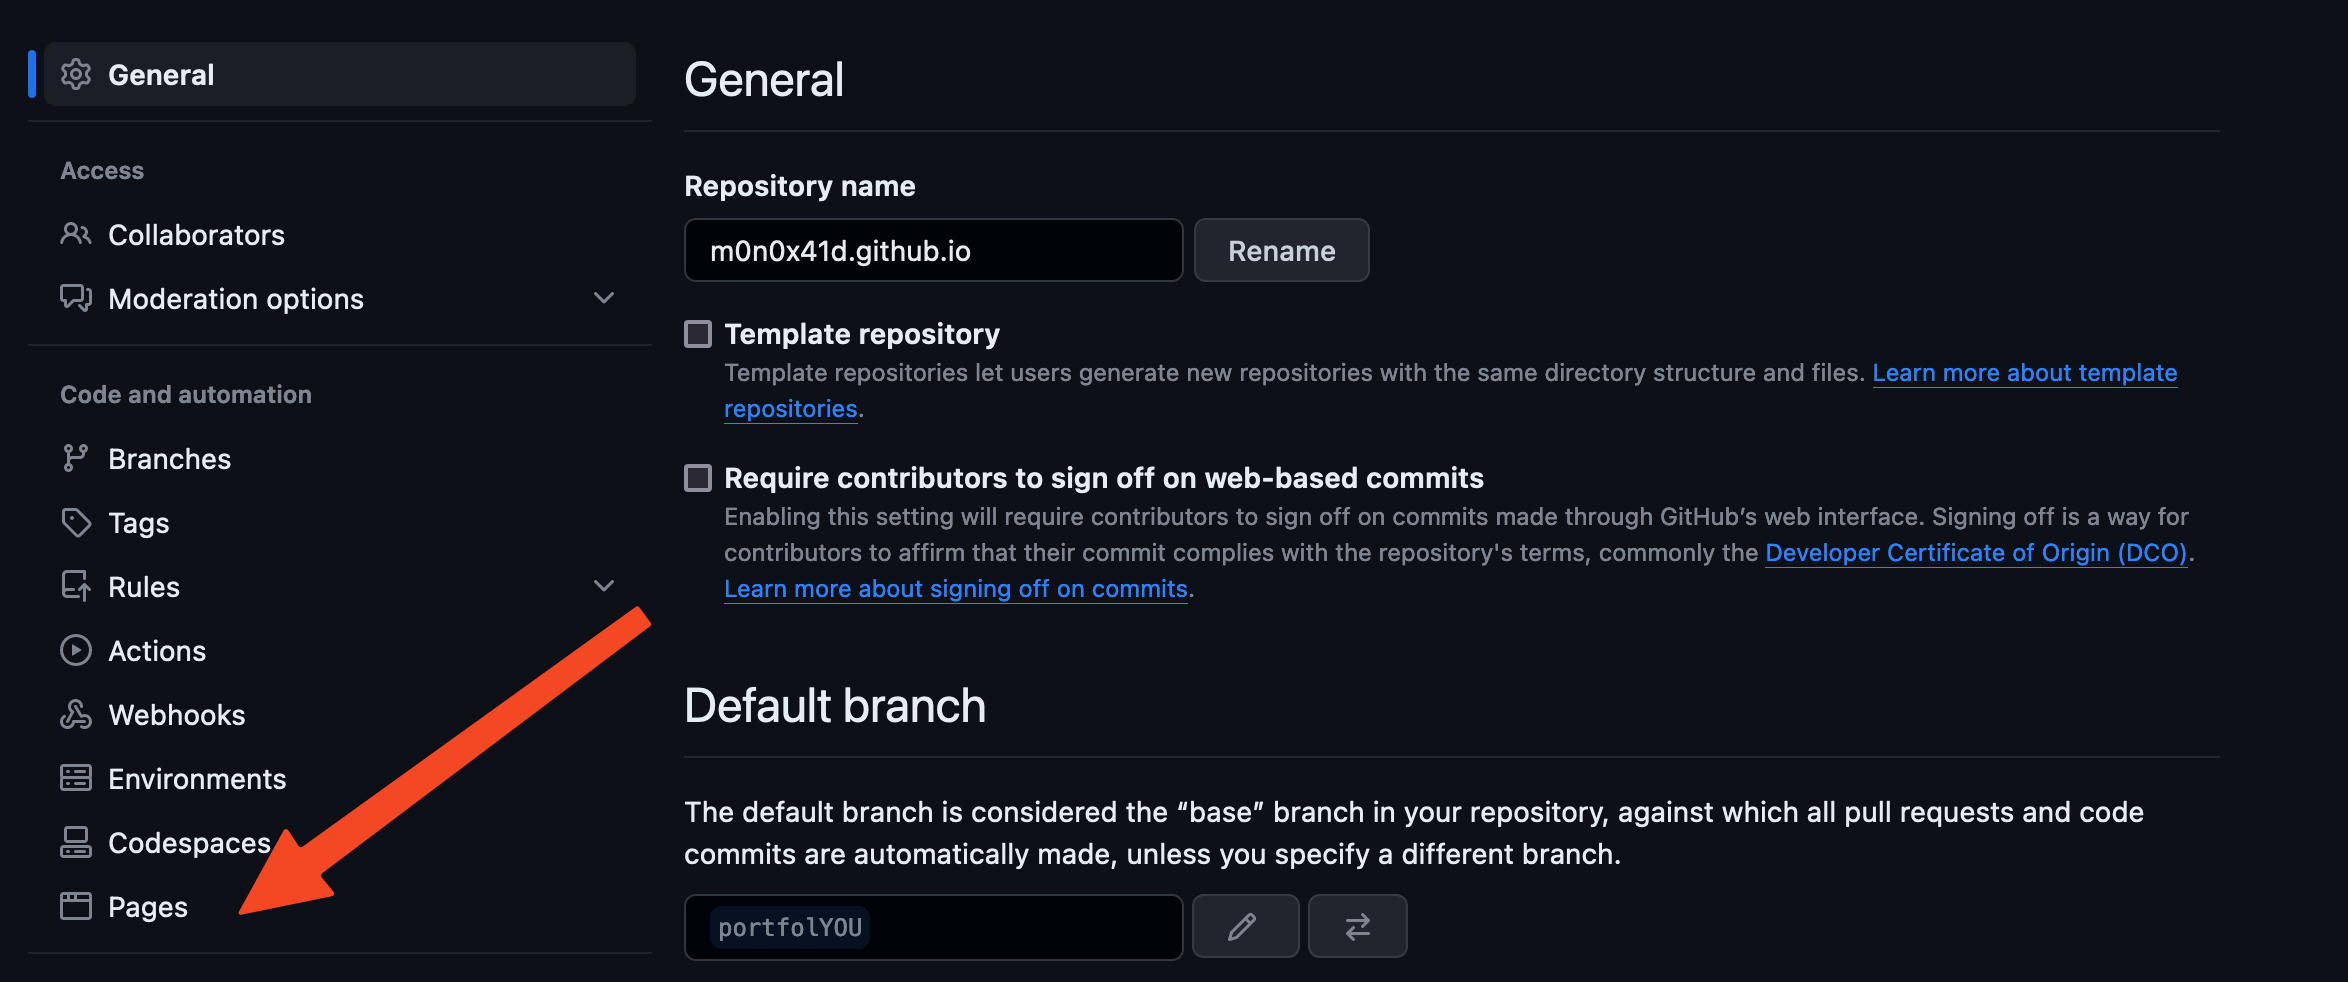 General
Access
Collaborators
Moderation options
Code and automation
Branches
Tags
Rules
Actions
Webhooks
Environments
Codespaces
Pages
General
Repository name
m0n0x41d.github.io
Rename
Template repository
Template repositories let users generate new repositories with the same directory structure and files. Learn more about template
repositories.
Require contributors to sign off on web-based commits
Enabling this setting will require contributors to sign off on commits made through GitHub’s web interface. Signing off is a way for
contributors to affirm that their commit complies with the repository's terms, commonly the Developer Certificate of Origin (DCO).
Learn more about signing off on commits.
Default branch
The default branch is considered the “base” branch in your repository, against which all pull requests and code
commits are automatically made, unless you specify a different branch.
portfolYOU